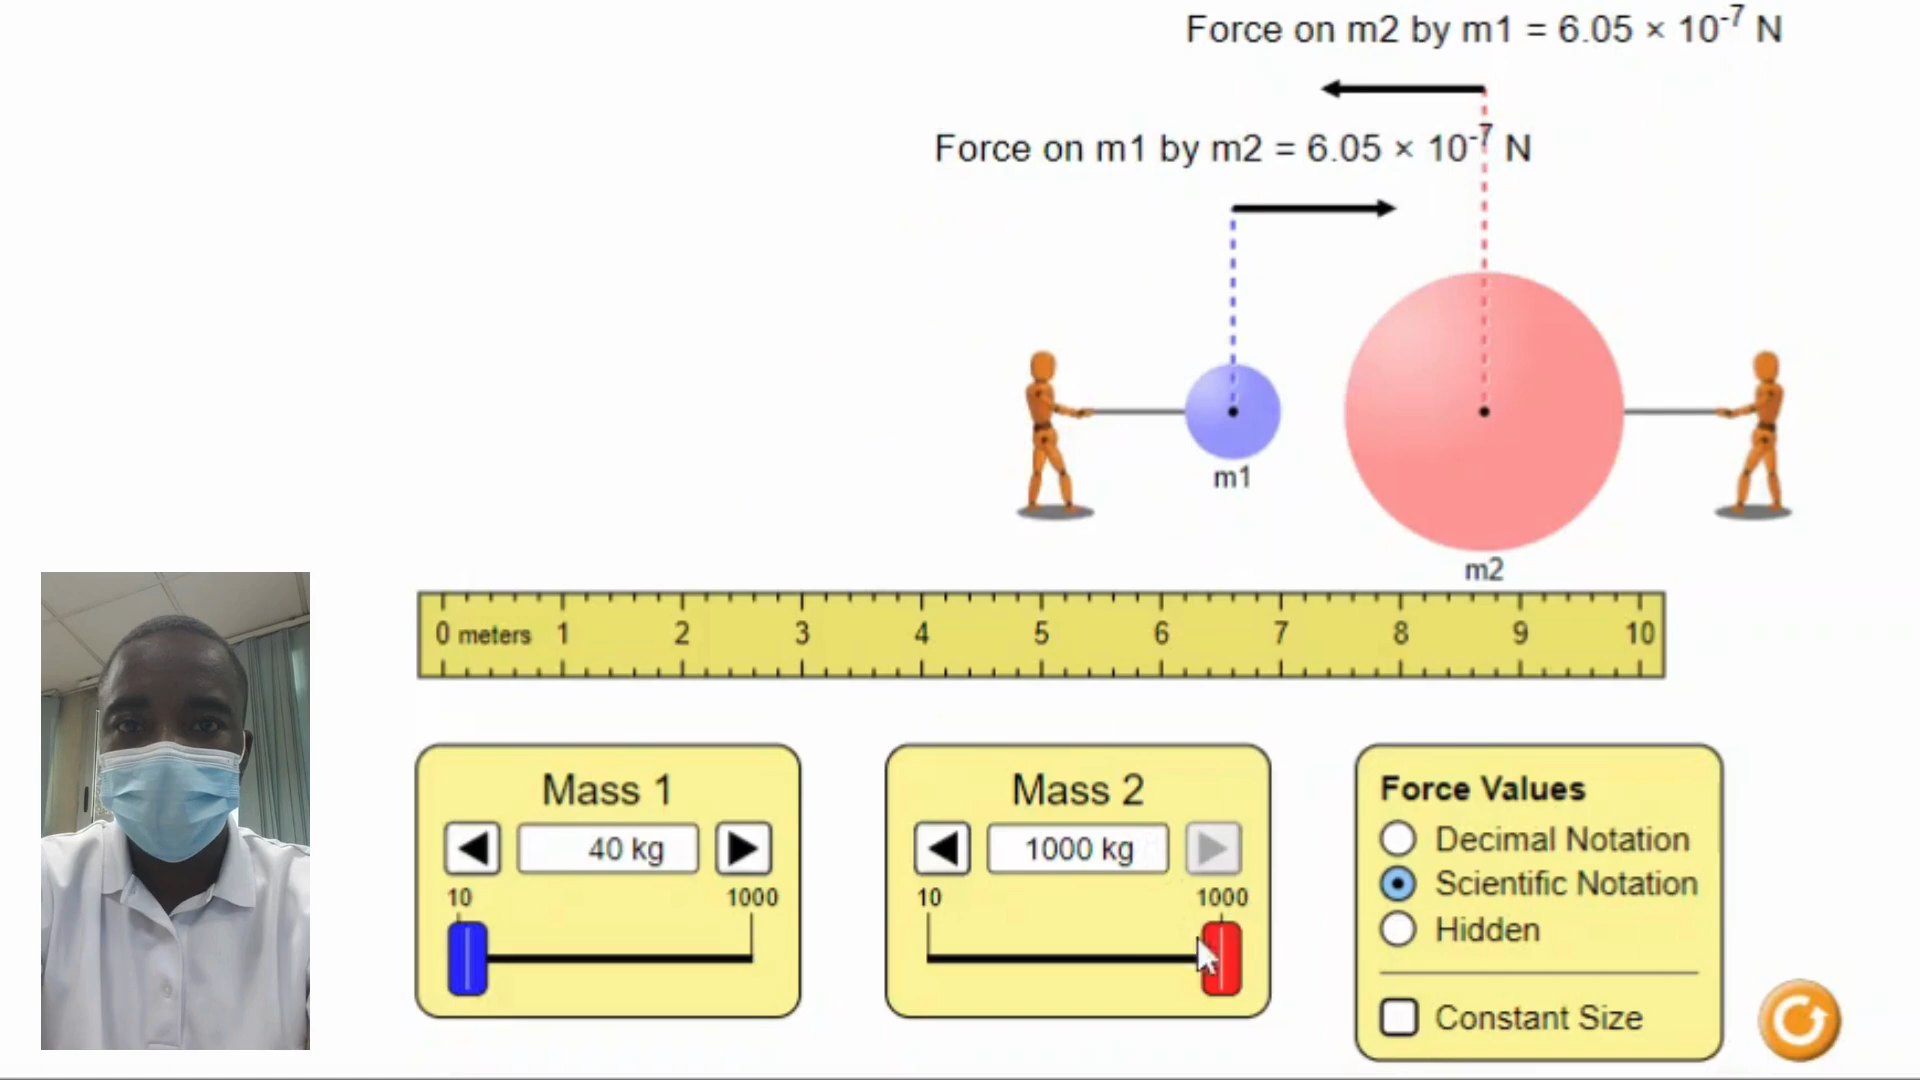 Force on m2 by m1 = 6.05 × 10⁻⁷ N
Force on m1 by m2 = 6.05 × 10⁻⁷ N
m1
m2
0 meters 1 2 3 4 5 6 7 8 9 10
Mass 1
40 kg
10 1000
Mass 2
1000 kg
10 1000
Force Values
Decimal Notation
Scientific Notation
Hidden
Constant Size